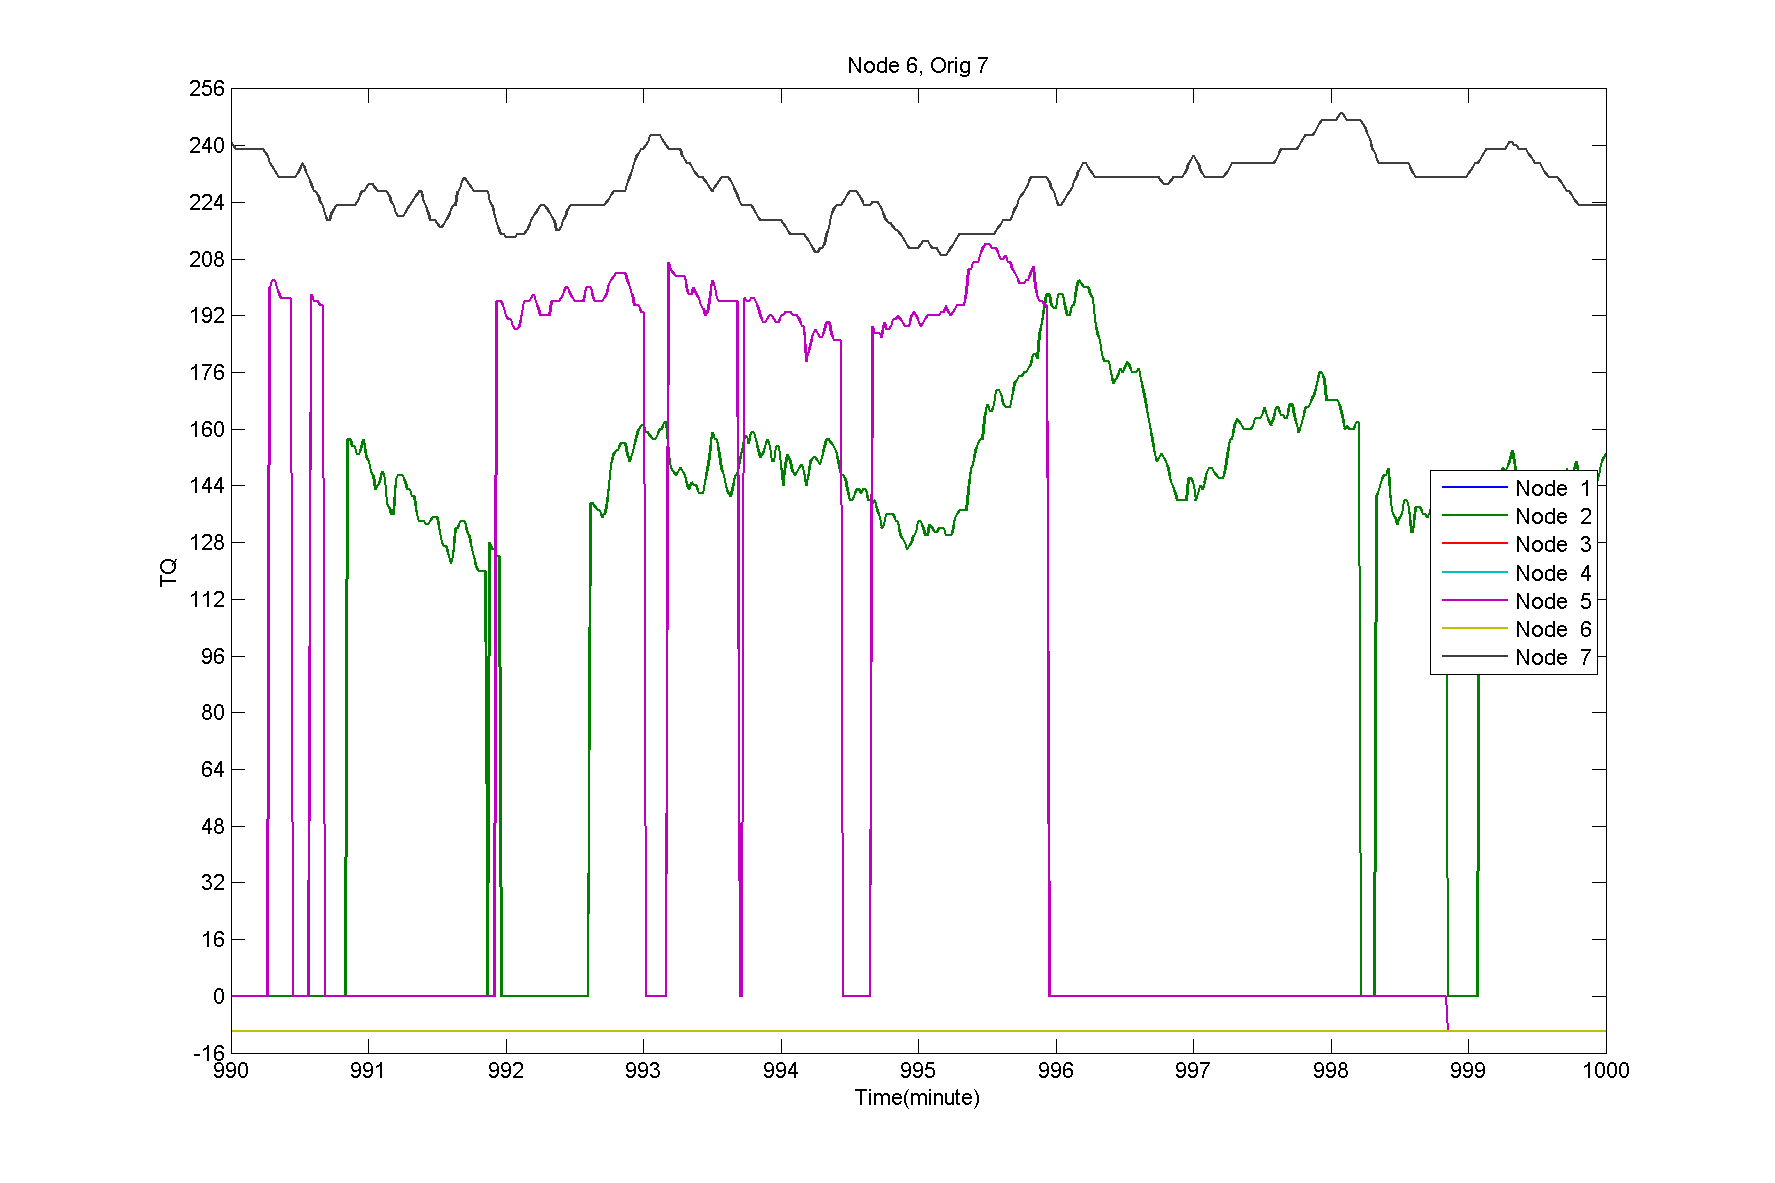 Node 6, Orig 7
256
240
224
208
192
176
160
144
128
112
96
80
64
48
32
16
0
-16
TQ
990 991 992 993 994 995 996 997 998 999 1000
Time(minute)
Node 1
Node 2
Node 3
Node 4
Node 5
Node 6
Node 7